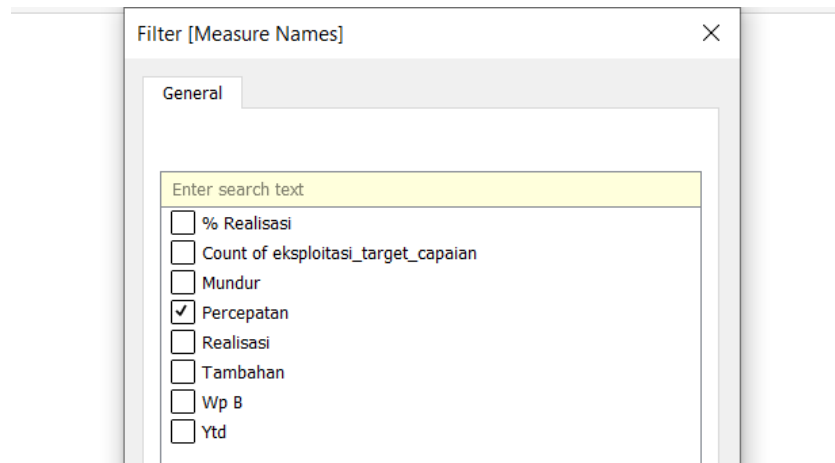 Filter [Measure Names]
General
Enter search text
% Realisasi
Count of eksploitasi_target_capaian
Mundur
Percepatan
Realisasi
Tambahan
Wp B
Ytd